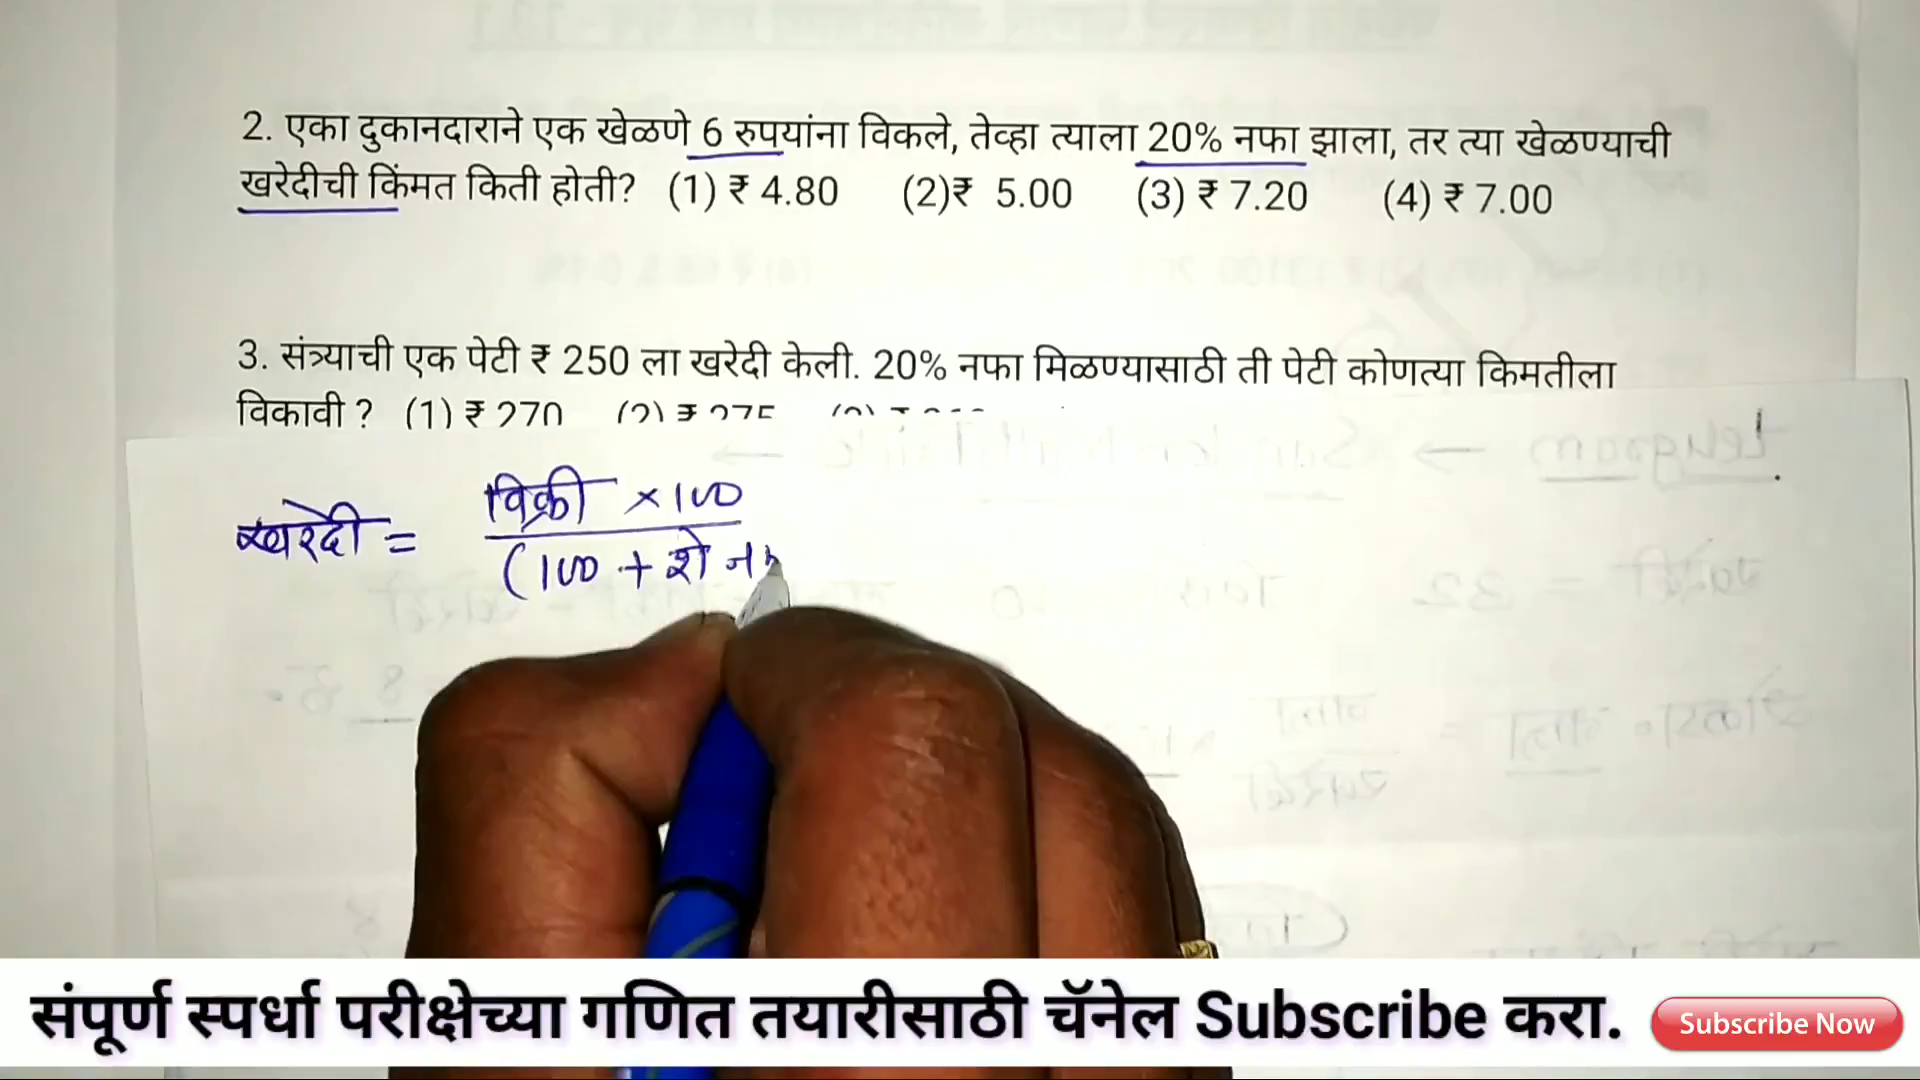 2. एका दुकानदाराने एक खेळणे 6 रुपयांना विकले, तेव्हा त्याला 20% नफा झाला, तर त्या खेळण्याची
खरेदीची किंमत किती होती? (1) ₹ 4.80 (2)₹ 5.00 (3) ₹ 7.20 (4) ₹ 7.00
3. संत्र्याची एक पेटी ₹ 250 ला खरेदी केली. 20% नफा मिळण्यासाठी ती पेटी कोणत्या किमतीला
विकावी ? (1) ₹ 270 (2) ₹ 275
खरेदी = विक्री × 100
(100 + शे
संपूर्ण स्पर्धा परीक्षेच्या गणित तयारीसाठी चॅनेल Subscribe करा.
Subscribe Now